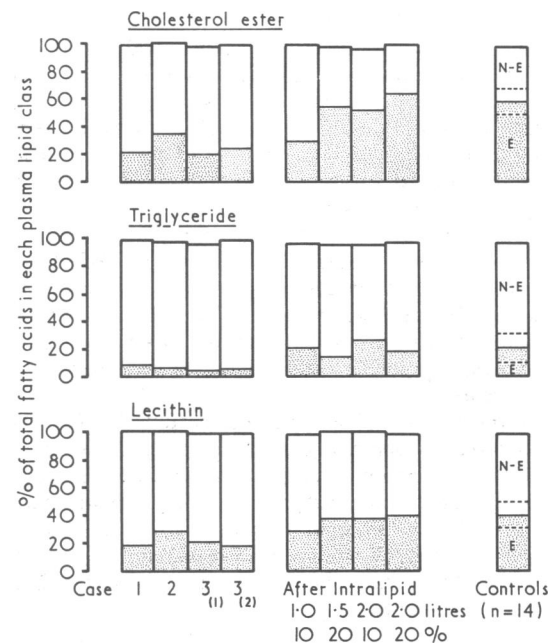 Cholesterol ester
100
80
60
40
20
0
N-E
E
Triglyceride
100
80
60
40
20
0
N-E
E
Lecithin
100
80
60
40
20
0
N-E
E
% of total fatty acids in each plasma lipid class
Case 1 2 3 (1) 3 (2)
After Intralipid
1·0 1·5 2·0 2·0 litres
10 20 10 20 %
Controls
(n=14)